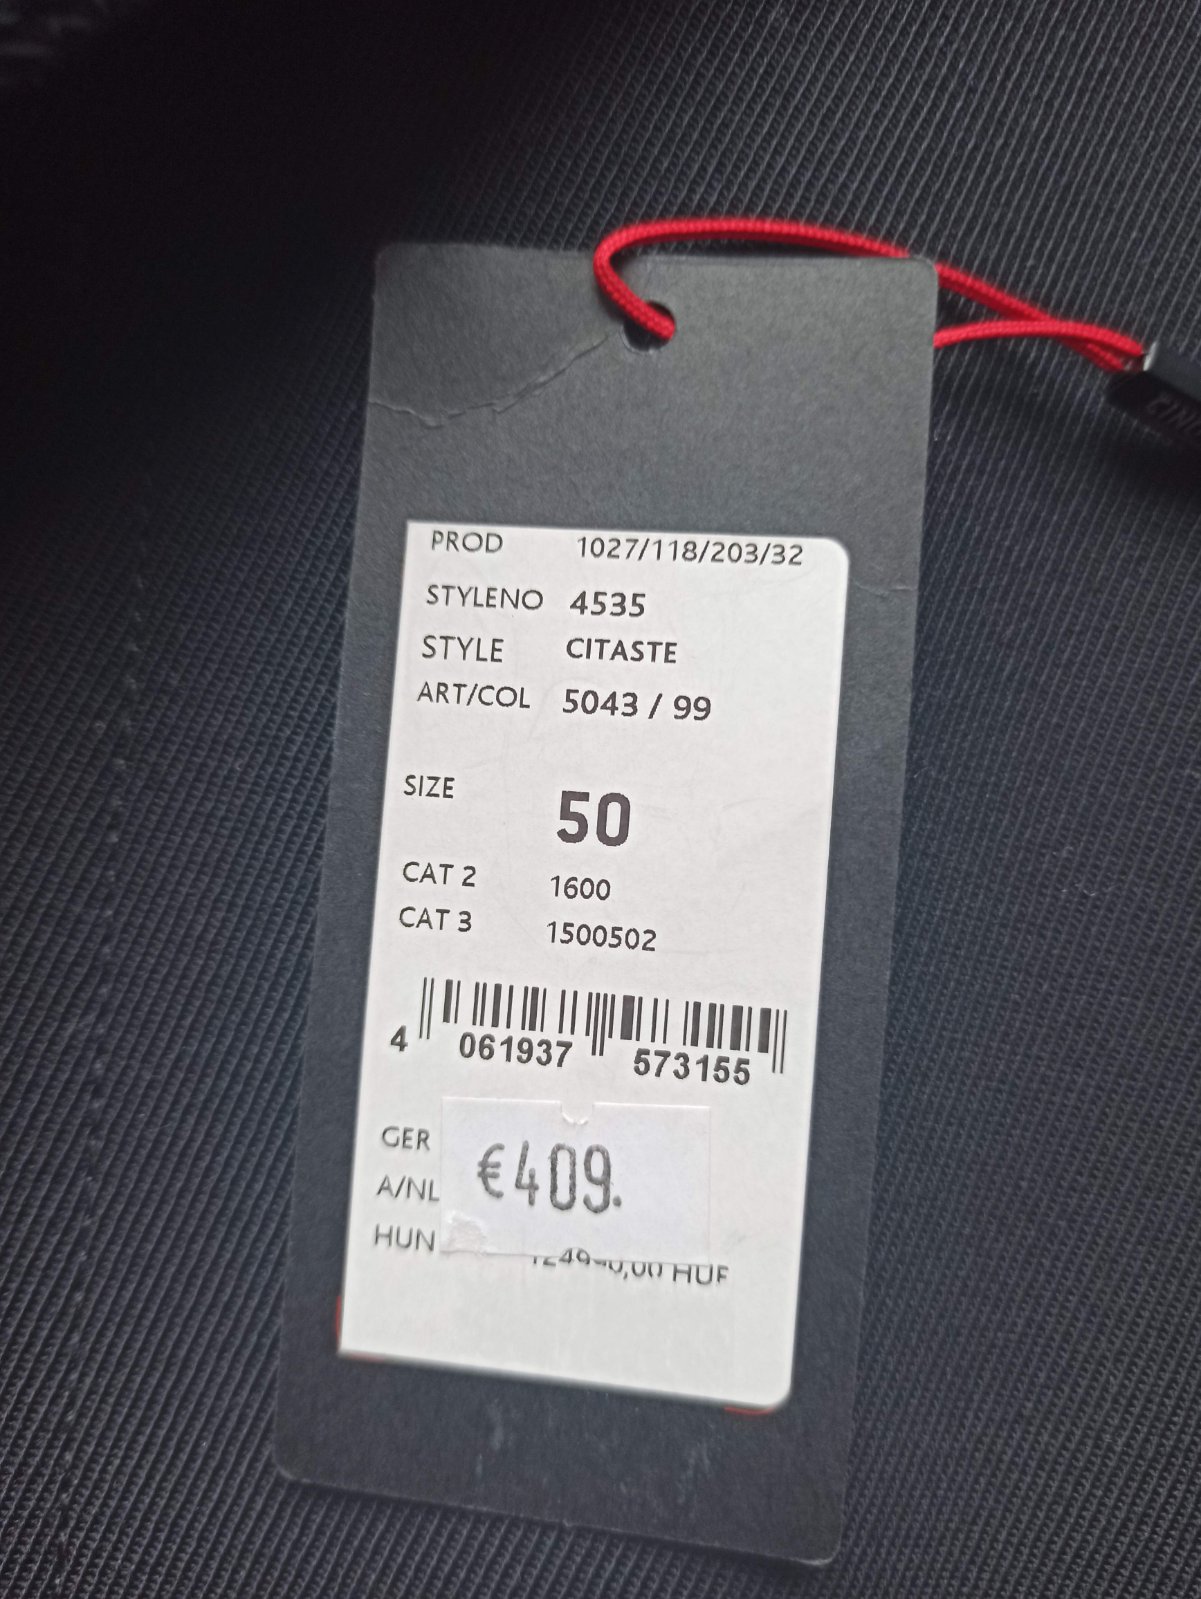 PROD 1027/118/203/32
STYLENO 4535
STYLE CITASTE
ART/COL 5043 / 99
SIZE 50
CAT 2 1600
CAT 3 1500502
4 061937 573155
GER
€409.
A/NL
HUN HUF